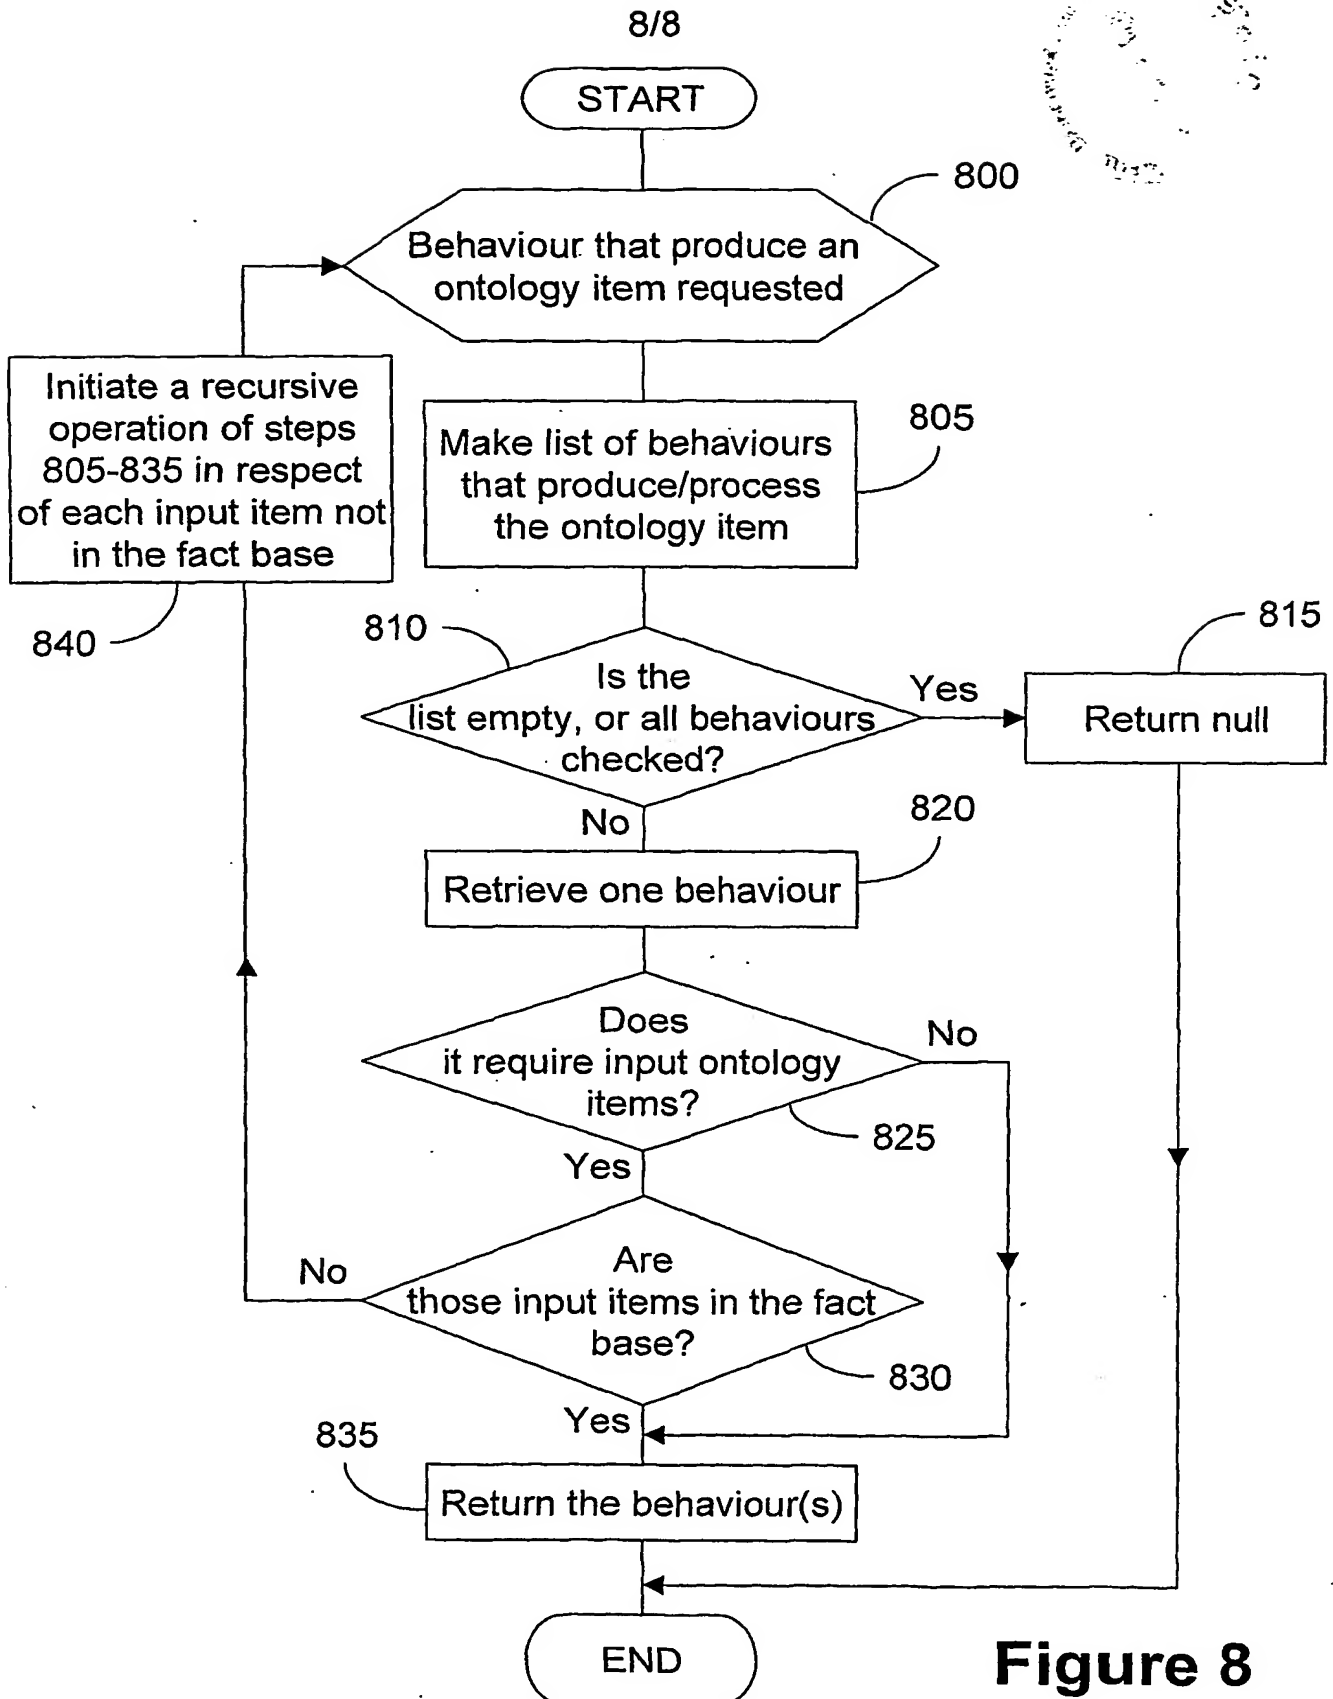 8/8
START
800
Behaviour that produce an
ontology item requested
Initiate a recursive
operation of steps
805-835 in respect
of each input item not
in the fact base
840
805
Make list of behaviours
that produce/process
the ontology item
810
Is the
list empty, or all behaviours
checked?
Yes
815
Return null
No
820
Retrieve one behaviour
Does
it require input ontology
items?
No
825
Yes
Are
those input items in the fact
base?
No
830
Yes
835
Return the behaviour(s)
END
Figure 8